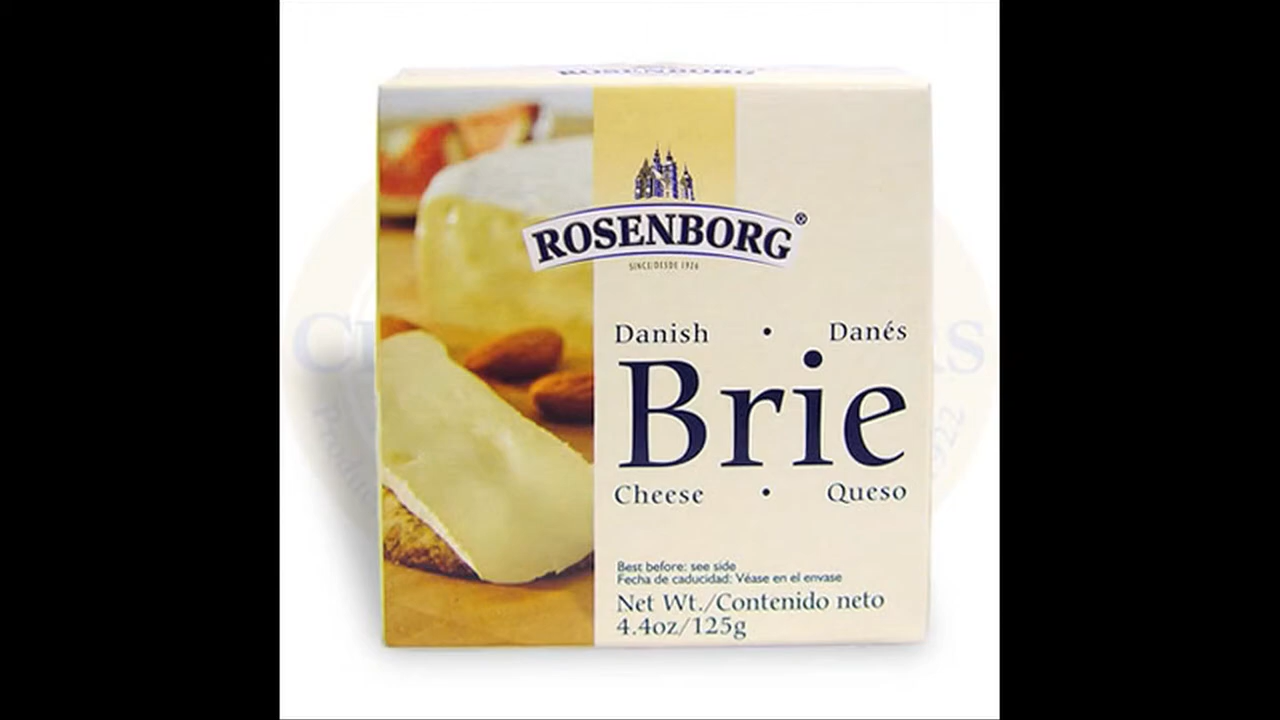 ROSENBORG
ROSENBORG®
SINCE/DESDE 1926
Danish • Danés
Brie
Cheese • Queso
Best before: see side
Fecha de caducidad: Véase en el envase
Net Wt./Contenido neto
4.4oz/125g